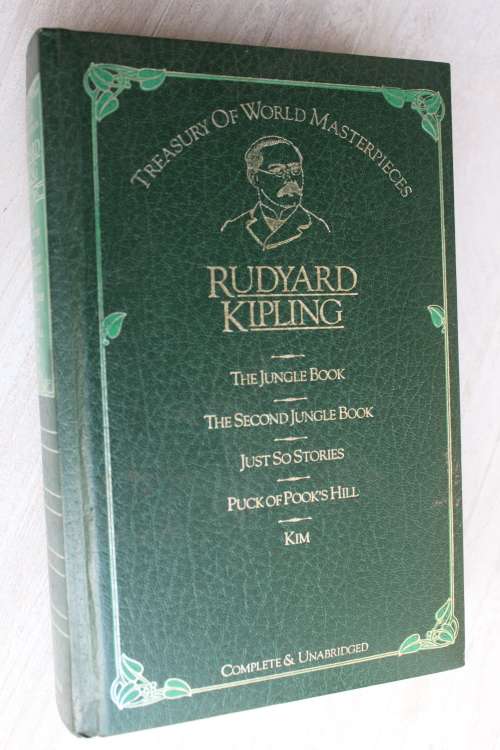 TREASURY OF WORLD MASTERPIECES
RUDYARD
KIPLING
THE JUNGLE BOOK
THE SECOND JUNGLE BOOK
JUST SO STORIES
PUCK OF POOK'S HILL
KIM
COMPLETE & UNABRIDGED